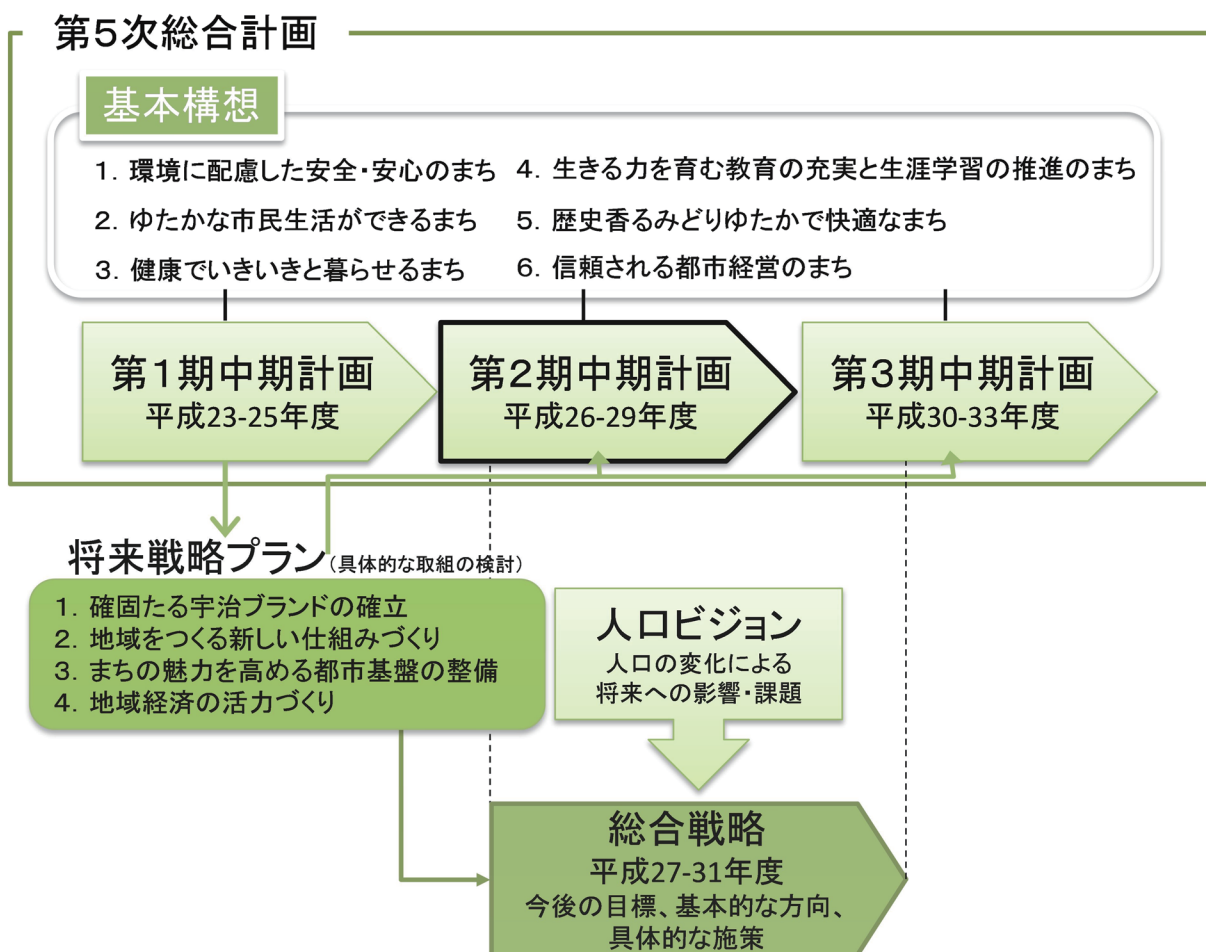 第5次総合計画
基本構想
1. 環境に配慮した安全・安心のまち
2. ゆたかな市民生活ができるまち
3. 健康でいきいきと暮らせるまち
4. 生きる力を育む教育の充実と生涯学習の推進のまち
5. 歴史香るみどりゆたかで快適なまち
6. 信頼される都市経営のまち
第1期中期計画
平成23-25年度
第2期中期計画
平成26-29年度
第3期中期計画
平成30-33年度
将来戦略プラン(具体的な取組の検討)
1. 確固たる宇治ブランドの確立
2. 地域をつくる新しい仕組みづくり
3. まちの魅力を高める都市基盤の整備
4. 地域経済の活力づくり
人口ビジョン
人口の変化による
将来への影響・課題
総合戦略
平成27-31年度
今後の目標、基本的な方向、
具体的な施策